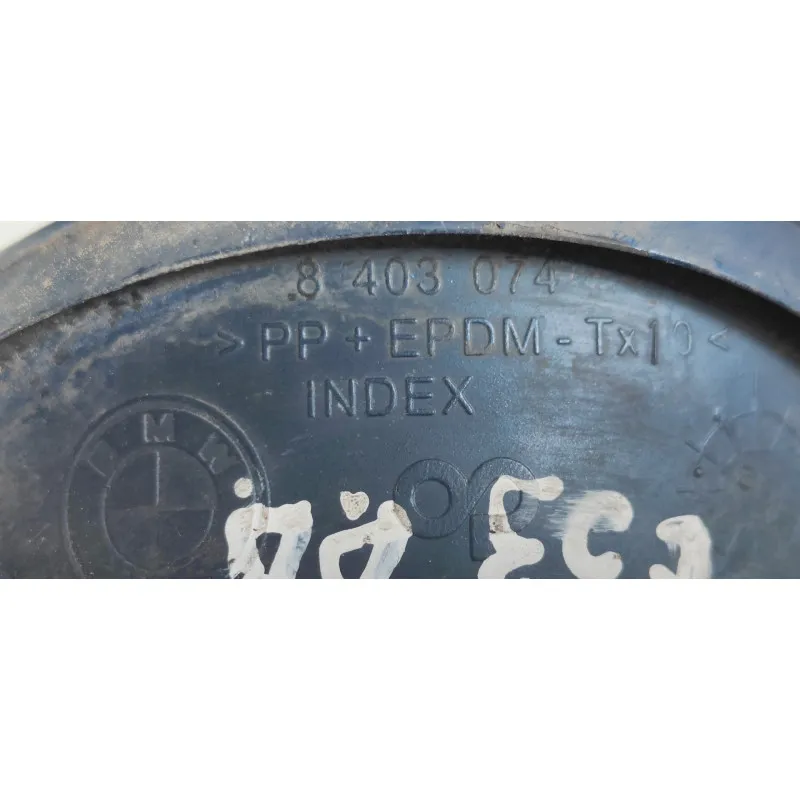 8 403 074
>PP+EPDM-Tx10<
INDEX
BMW